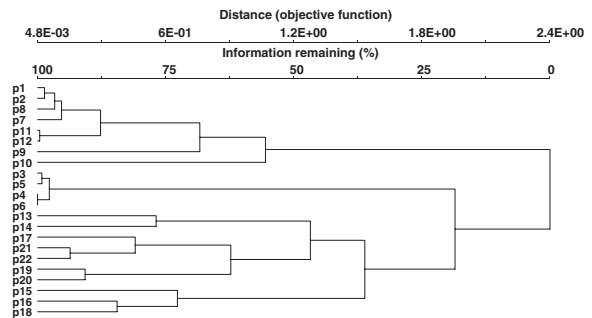 Distance (objective function)
4.8E-03 6E-01 1.2E+00 1.8E+00 2.4E+00
Information remaining (%)
100 75 50 25 0
p1
p2
p8
p7
p11
p12
p9
p10
p3
p5
p4
p6
p13
p14
p17
p21
p22
p19
p20
p15
p16
p18